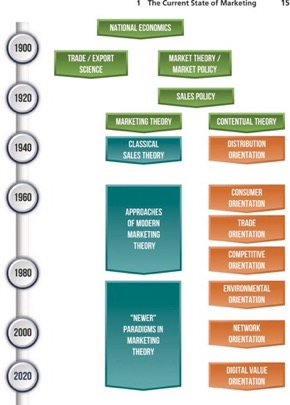 1 The Current State of Marketing 15
NATIONAL ECONOMICS
1900
TRADE / EXPORT
SCIENCE
MARKET THEORY /
MARKET POLICY
1920
SALES POLICY
MARKETING THEORY
CONTENTUAL THEORY
1940
CLASSICAL
SALES THEORY
DISTRIBUTION
ORIENTATION
1960
APPROACHES
OF MODERN
MARKETING
THEORY
CONSUMER
ORIENTATION
TRADE
ORIENTATION
COMPETITIVE
ORIENTATION
1980
ENVIRONMENTAL
ORIENTATION
"NEWER"
PARADIGMS IN
MARKETING
THEORY
2000
NETWORK
ORIENTATION
2020
DIGITAL VALUE
ORIENTATION